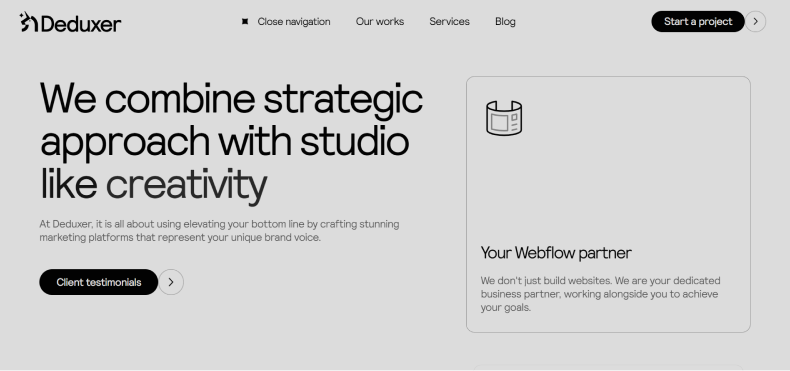 Deduxer
Close navigation
Our works
Services
Blog
Start a project
We combine strategic
approach with studio
like creativity
At Deduxer, it is all about using elevating your bottom line by crafting stunning
marketing platforms that represent your unique brand voice.
Client testimonials
Your Webflow partner
We don't just build websites. We are your dedicated
business partner, working alongside you to achieve
your goals.